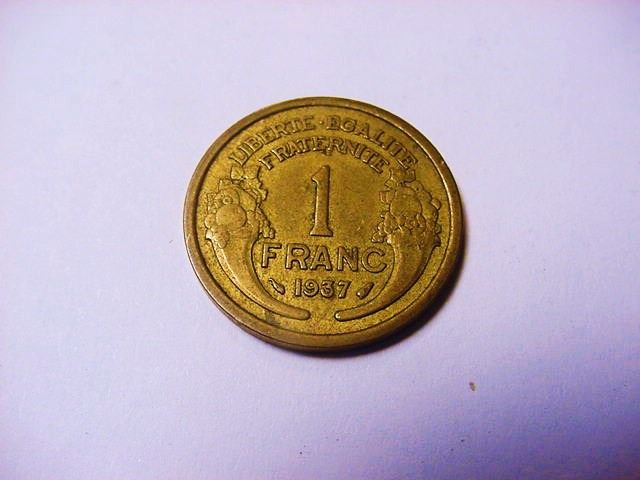 LIBERTE · EGALITE
FRATERNITE
1
FRANC
1937